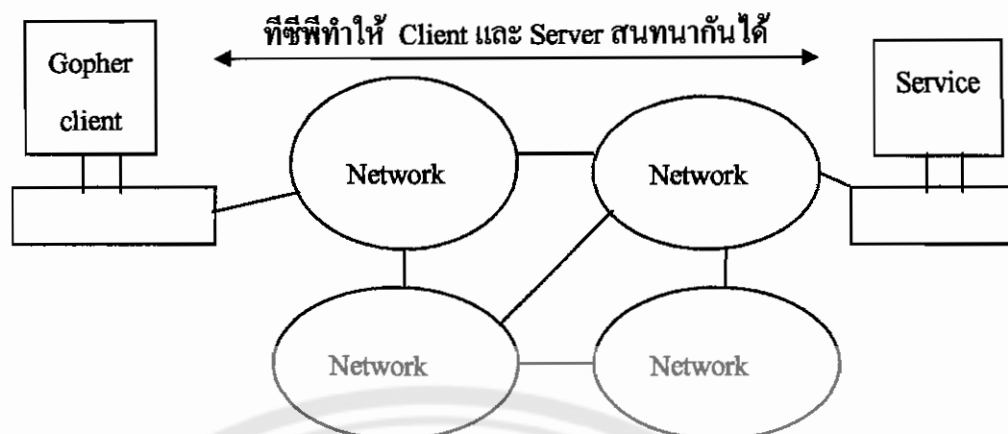 ทีซีพีทำให้ Client และ Server สนทนากันได้
Gopher
client
Service
Network
Network
Network
Network